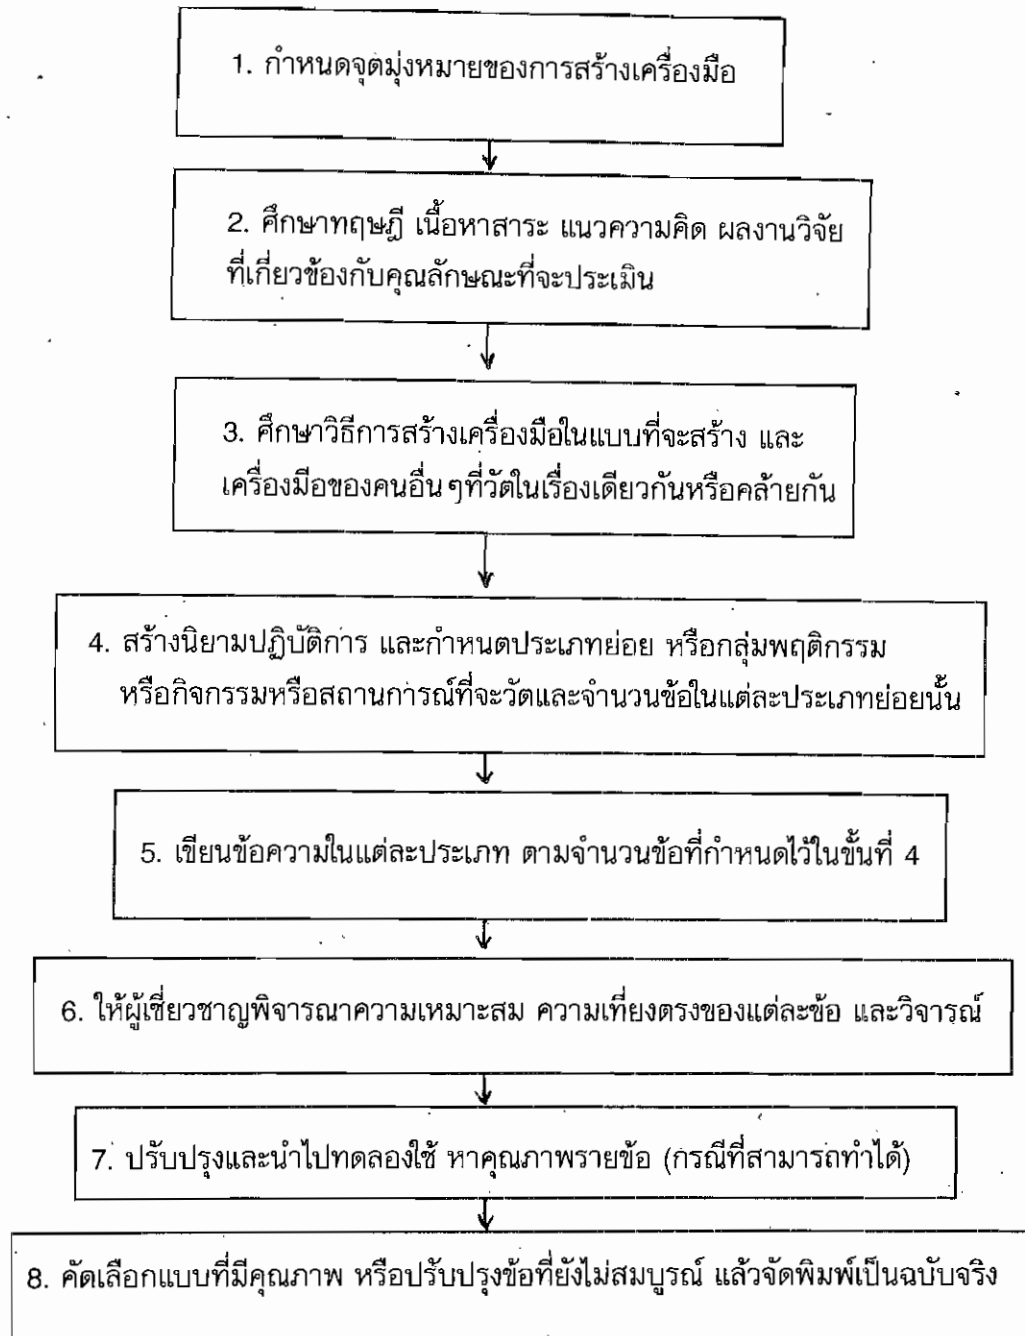 1. กำหนดจุดมุ่งหมายของการสร้างเครื่องมือ
2. ศึกษาทฤษฎี เนื้อหาสาระ แนวความคิด ผลงานวิจัย
ที่เกี่ยวข้องกับคุณลักษณะที่จะประเมิน
3. ศึกษาวิธีการสร้างเครื่องมือในแบบที่จะสร้าง และ
เครื่องมือของคนอื่น ๆที่วัดในเรื่องเดียวกันหรือคล้ายกัน
4. สร้างนิยามปฏิบัติการ และกำหนดประเภทย่อย หรือกลุ่มพฤติกรรม
หรือกิจกรรมหรือสถานการณ์ที่จะวัดและจำนวนข้อในแต่ละประเภทย่อยนั้น
5. เขียนข้อความในแต่ละประเภท ตามจำนวนข้อที่กำหนดไว้ในขั้นที่ 4
6. ให้ผู้เชี่ยวชาญพิจารณาความเหมาะสม ความเที่ยงตรงของแต่ละข้อ และวิจารณ์
7. ปรับปรุงและนำไปทดลองใช้ หาคุณภาพรายข้อ (กรณีที่สามารถทำได้)
8. คัดเลือกแบบที่มีคุณภาพ หรือปรับปรุงข้อที่ยังไม่สมบูรณ์ แล้วจัดพิมพ์เป็นฉบับจริง